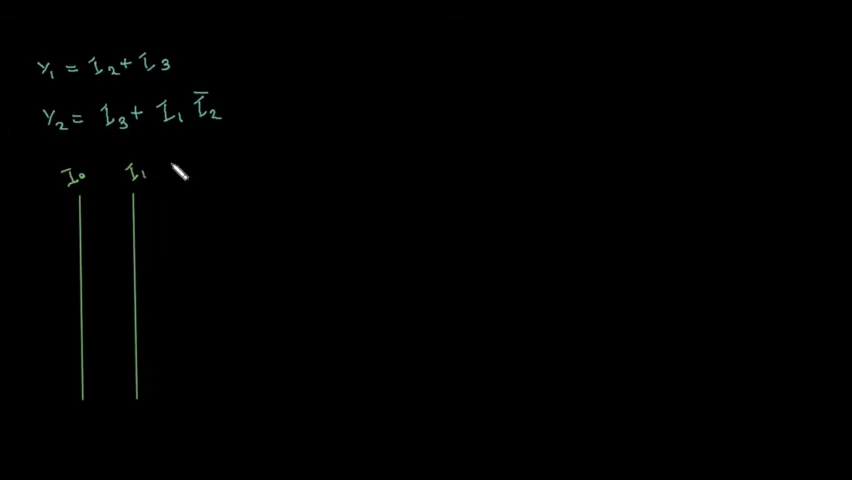 Y₁ = I₂ + I₃
Y₂ = I₃ + I₁ Ī₂
I₀ I₁